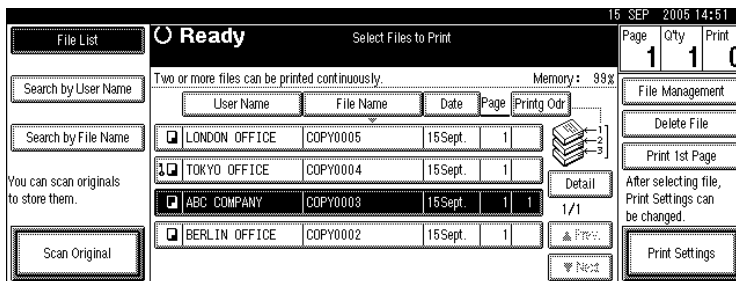 15 SEP 2005 14:51
File List
Ready
Select Files to Print
Page Q'ty Print
1 1 0
Two or more files can be printed continuously.
Memory: 99%
Search by User Name
User Name File Name Date Page Printg Odr
File Management
LONDON OFFICE COPY0005 15Sept. 1
1
2
3
Delete File
Search by File Name
TOKYO OFFICE COPY0004 15Sept. 1
Print 1st Page
You can scan originals
to store them.
ABC COMPANY COPY0003 15Sept. 1 1
Detail
1/1
After selecting file,
Print Settings can
be changed.
BERLIN OFFICE COPY0002 15Sept. 1
Prev.
Next
Scan Original
Print Settings